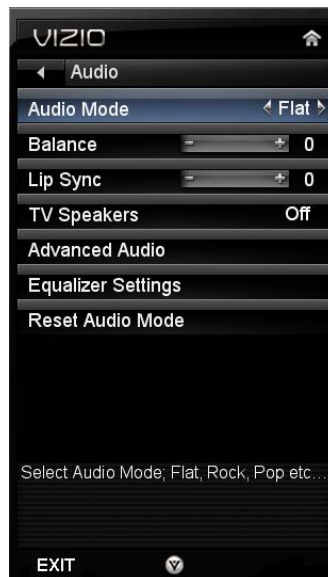 VIZIO
Audio
Audio Mode Flat
Balance - + 0
Lip Sync - + 0
TV Speakers Off
Advanced Audio
Equalizer Settings
Reset Audio Mode
Select Audio Mode; Flat, Rock, Pop etc...
EXIT V